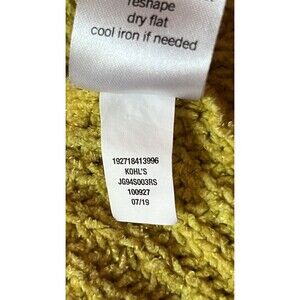 reshape
dry flat
cool iron if needed
192718413996
KOHL'S
JG94S003RS
100927
07/19